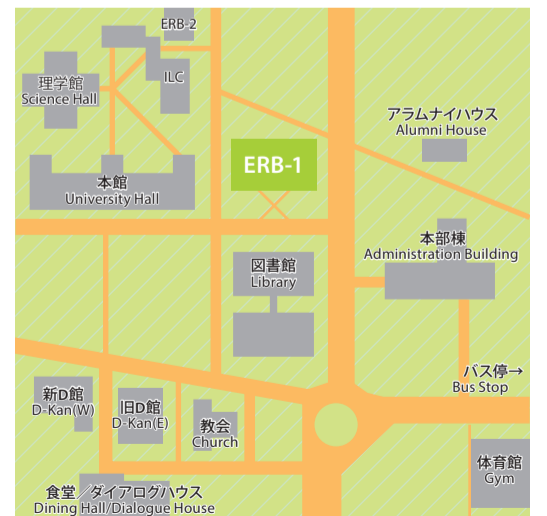 ERB-2
ILC
理学館
Science Hall
アラムナイハウス
Alumni House
ERB-1
本館
University Hall
本部棟
Administration Building
図書館
Library
バス停→
Bus Stop
新D館
D-Kan(W)
旧D館
D-Kan(E)
教会
Church
体育館
Gym
食堂／ダイアログハウス
Dining Hall/Dialogue House